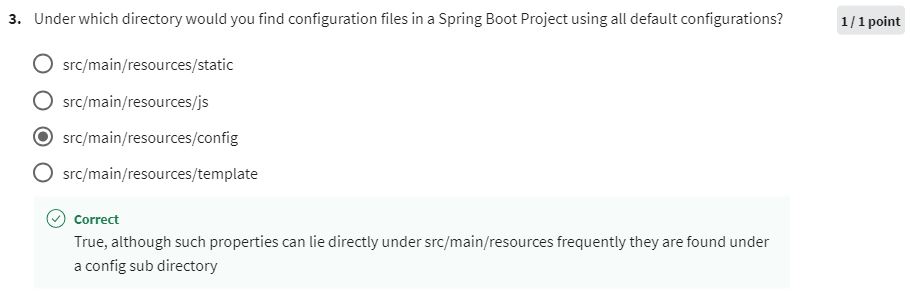 3. Under which directory would you find configuration files in a Spring Boot Project using all default configurations?
1 / 1 point
src/main/resources/static
src/main/resources/js
src/main/resources/config
src/main/resources/template
Correct
True, although such properties can lie directly under src/main/resources frequently they are found under
a config sub directory